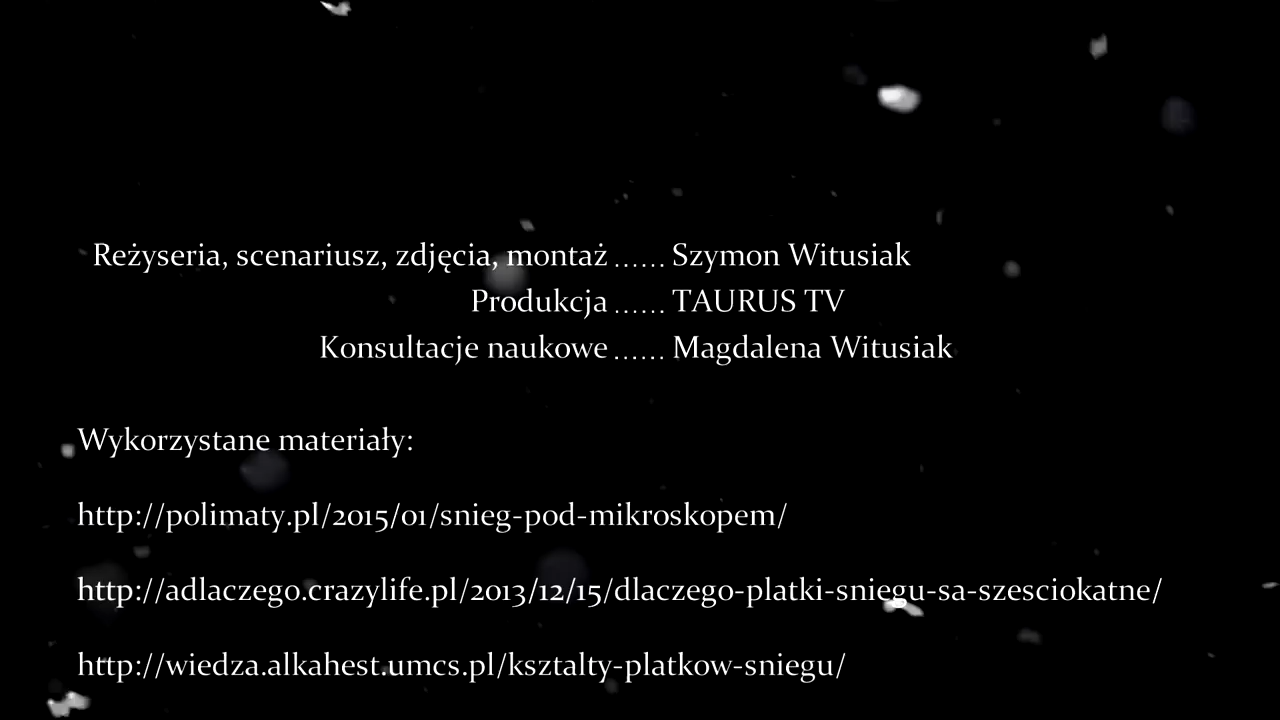 Reżyseria, scenariusz, zdjęcia, montaż ...... Szymon Witusiak
Produkcja ...... TAURUS TV
Konsultacje naukowe ...... Magdalena Witusiak
Wykorzystane materiały:
http://polimaty.pl/2015/01/snieg-pod-mikroskopem/
http://adlaczego.crazylife.pl/2013/12/15/dlaczego-platki-sniegu-sa-szesciokatne/
http://wiedza.alkahest.umcs.pl/ksztalty-platkow-sniegu/